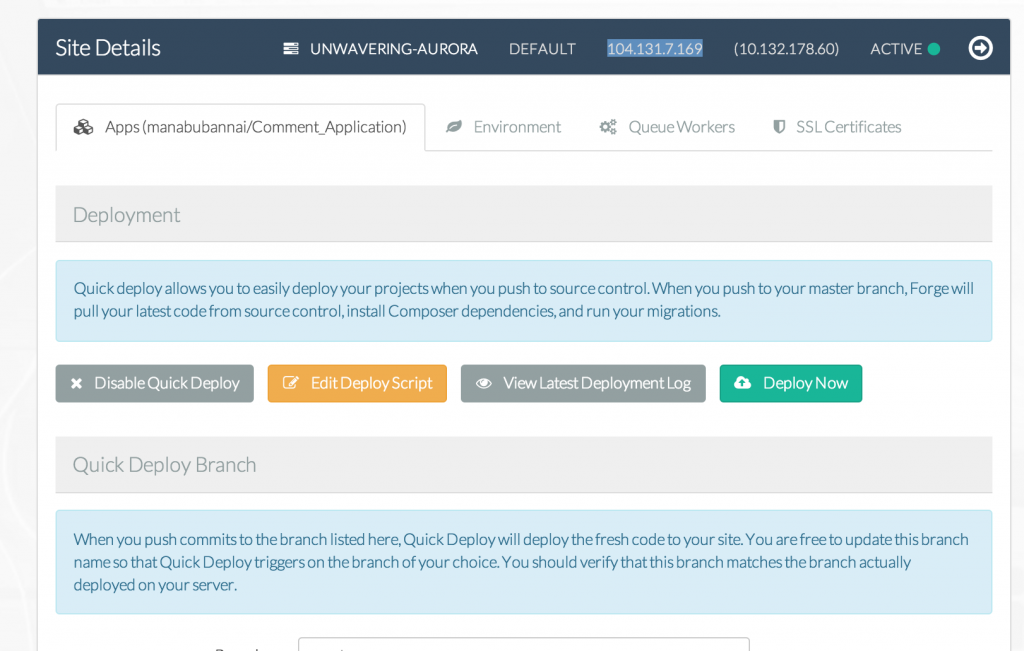 Site Details UNWAVERING-AURORA DEFAULT 104.131.7.169 (10.132.178.60) ACTIVE
Apps (manabubannai/Comment_Application) Environment Queue Workers SSL Certificates
Deployment
Quick deploy allows you to easily deploy your projects when you push to source control. When you push to your master branch, Forge will
pull your latest code from source control, install Composer dependencies, and run your migrations.
Disable Quick Deploy Edit Deploy Script View Latest Deployment Log Deploy Now
Quick Deploy Branch
When you push commits to the branch listed here, Quick Deploy will deploy the fresh code to your site. You are free to update this branch
name so that Quick Deploy triggers on the branch of your choice. You should verify that this branch matches the branch actually
deployed on your server.